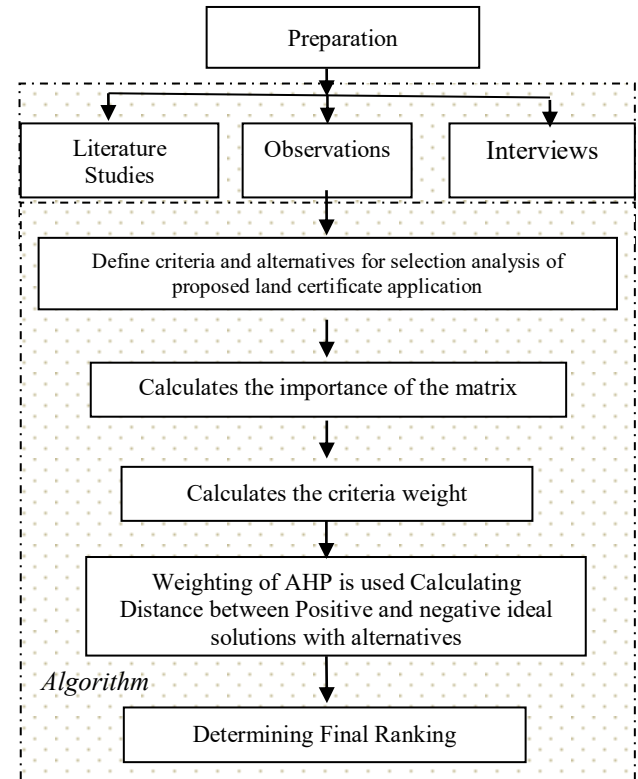 Preparation
Literature
Studies
Observations
Interviews
Define criteria and alternatives for selection analysis of
proposed land certificate application
Calculates the importance of the matrix
Calculates the criteria weight
Weighting of AHP is used Calculating
Distance between Positive and negative ideal
solutions with alternatives
Algorithm
Determining Final Ranking